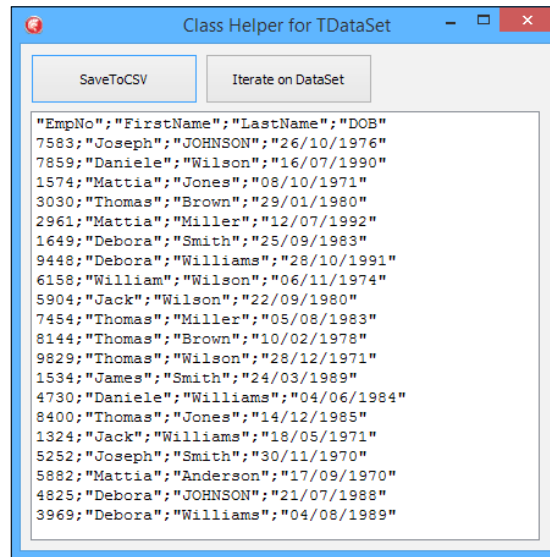 Class Helper for TDataSet
SaveToCSV Iterate on DataSet
"EmpNo";"FirstName";"LastName";"DOB"
7583;"Joseph";"JOHNSON";"26/10/1976"
7859;"Daniele";"Wilson";"16/07/1990"
1574;"Mattia";"Jones";"08/10/1971"
3030;"Thomas";"Brown";"29/01/1980"
2961;"Mattia";"Miller";"12/07/1992"
1649;"Debora";"Smith";"25/09/1983"
9448;"Debora";"Williams";"28/10/1991"
6158;"William";"Wilson";"06/11/1974"
5904;"Jack";"Wilson";"22/09/1980"
7454;"Thomas";"Miller";"05/08/1983"
8144;"Thomas";"Brown";"10/02/1978"
9829;"Thomas";"Wilson";"28/12/1971"
1534;"James";"Smith";"24/03/1989"
4730;"Daniele";"Williams";"04/06/1984"
8400;"Thomas";"Jones";"14/12/1985"
1324;"Jack";"Williams";"18/05/1971"
5252;"Joseph";"Smith";"30/11/1970"
5882;"Mattia";"Anderson";"17/09/1970"
4825;"Debora";"JOHNSON";"21/07/1988"
3969;"Debora";"Williams";"04/08/1989"